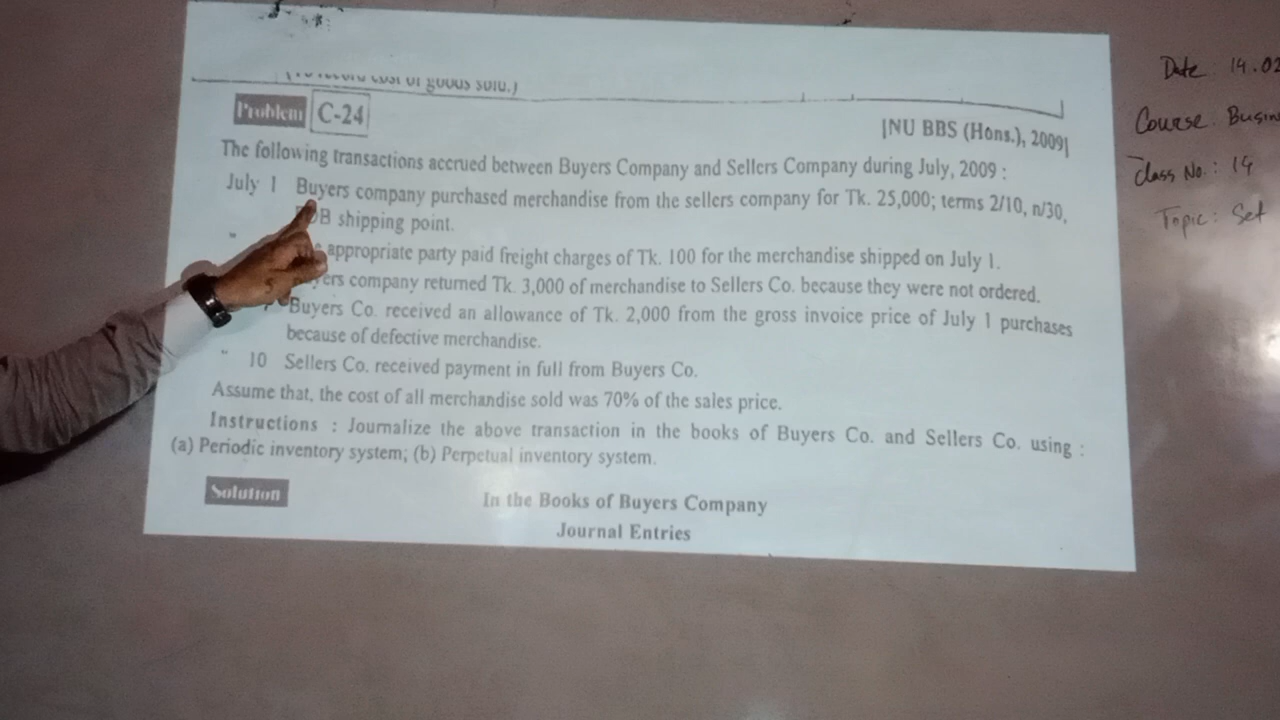 cost of goods sold.)
Problem C-24
[NU BBS (Hons.), 2009]
The following transactions accrued between Buyers Company and Sellers Company during July, 2009 :
July 1 Buyers company purchased merchandise from the sellers company for Tk. 25,000; terms 2/10, n/30,
shipping point.
" appropriate party paid freight charges of Tk. 100 for the merchandise shipped on July 1.
company returned Tk. 3,000 of merchandise to Sellers Co. because they were not ordered.
Buyers Co. received an allowance of Tk. 2,000 from the gross invoice price of July 1 purchases
because of defective merchandise.
" 10 Sellers Co. received payment in full from Buyers Co.
Assume that, the cost of all merchandise sold was 70% of the sales price.
Instructions : Journalize the above transaction in the books of Buyers Co. and Sellers Co. using :
(a) Periodic inventory system; (b) Perpetual inventory system.
Solution
In the Books of Buyers Company
Journal Entries
Date : 14.02
Course : Busin
Class No. : 14
Topic : Set